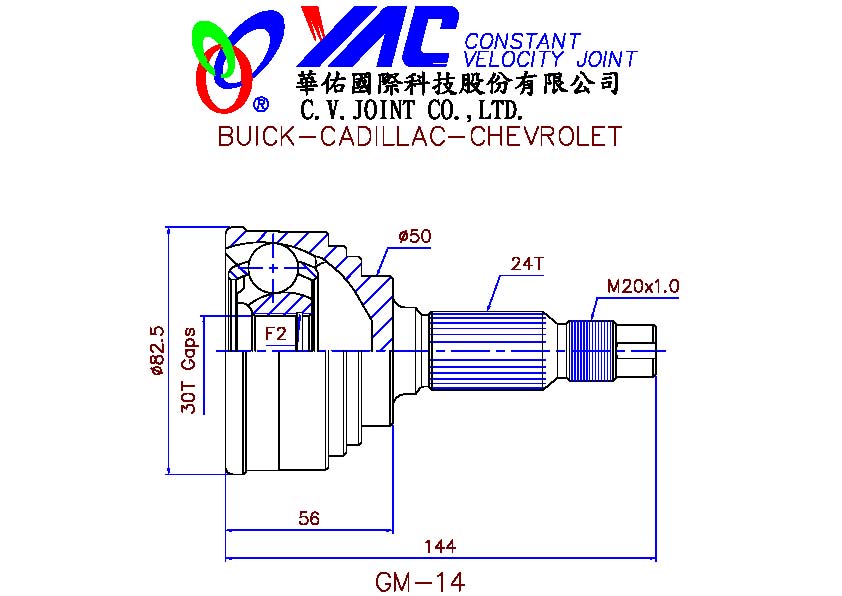 YAC CONSTANT
VELOCITY JOINT
®
華佑國際科技股份有限公司
C.V.JOINT CO.,LTD.
BUICK-CADILLAC-CHEVROLET
ø50
24T
M20x1.0
F2
ø82.5
30T Gaps
56
144
GM-14